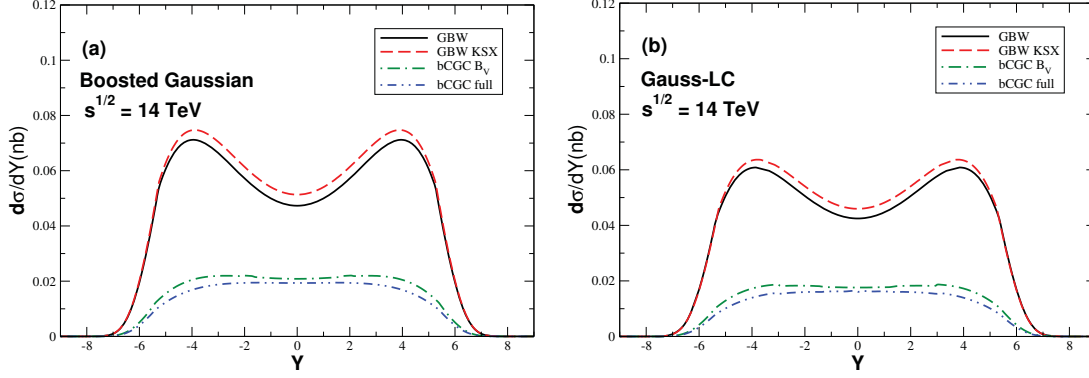 (a)
Boosted Gaussian
s^1/2 = 14 TeV
GBW
GBW KSX
bCGC B_V
bCGC full
dσ/dY(nb)
0.12
0.1
0.08
0.06
0.04
0.02
0
-8 -6 -4 -2 0 2 4 6 8
Y
(b)
Gauss-LC
s^1/2 = 14 TeV
GBW
GBW KSX
bCGC B_V
bCGC full
dσ/dY(nb)
0.12
0.1
0.08
0.06
0.04
0.02
0
-8 -6 -4 -2 0 2 4 6 8
Y